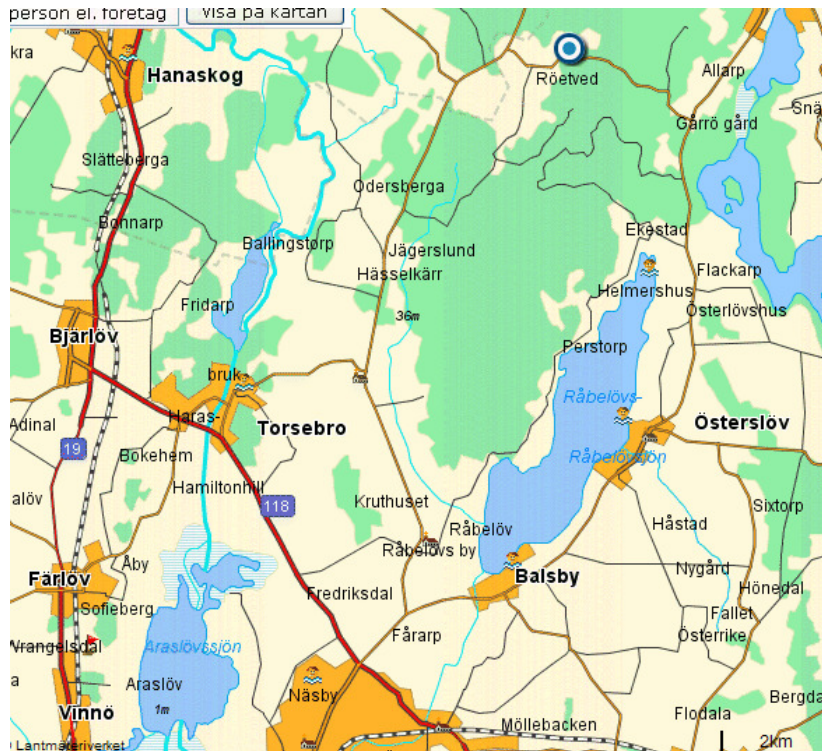 person el. företag
Visa på kartan
kra
Hanaskog
Röetved
Allarp
Gårrö gård
Snä
Slätteberga
Odersberga
Bonnarp
Ballingstorp
Jägerslund
Hässelkärr
Ekestad
Flackarp
Helmershus
Fridarp
Österlövshus
36m
Bjärlöv
Perstorp
bruk
Råbelövs-
Haras-
Torsebro
Österslöv
Adinal
19
Bokehem
Råbelövsjön
Hamiltonhill
alöv
118
Kruthuset
Sixtorp
Råbelöv
Håstad
Råbelövs by
Åby
Färlöv
Balsby
Nygård
Hönedal
Sofieberg
Fredriksdal
Fallet
Österrike
Wrangelsdal
Araslövssjön
Fårarp
a
Araslöv
Näsby
Bergda
Vinnö
1m
Möllebacken
Flodala
Lantmäteriverket
2km